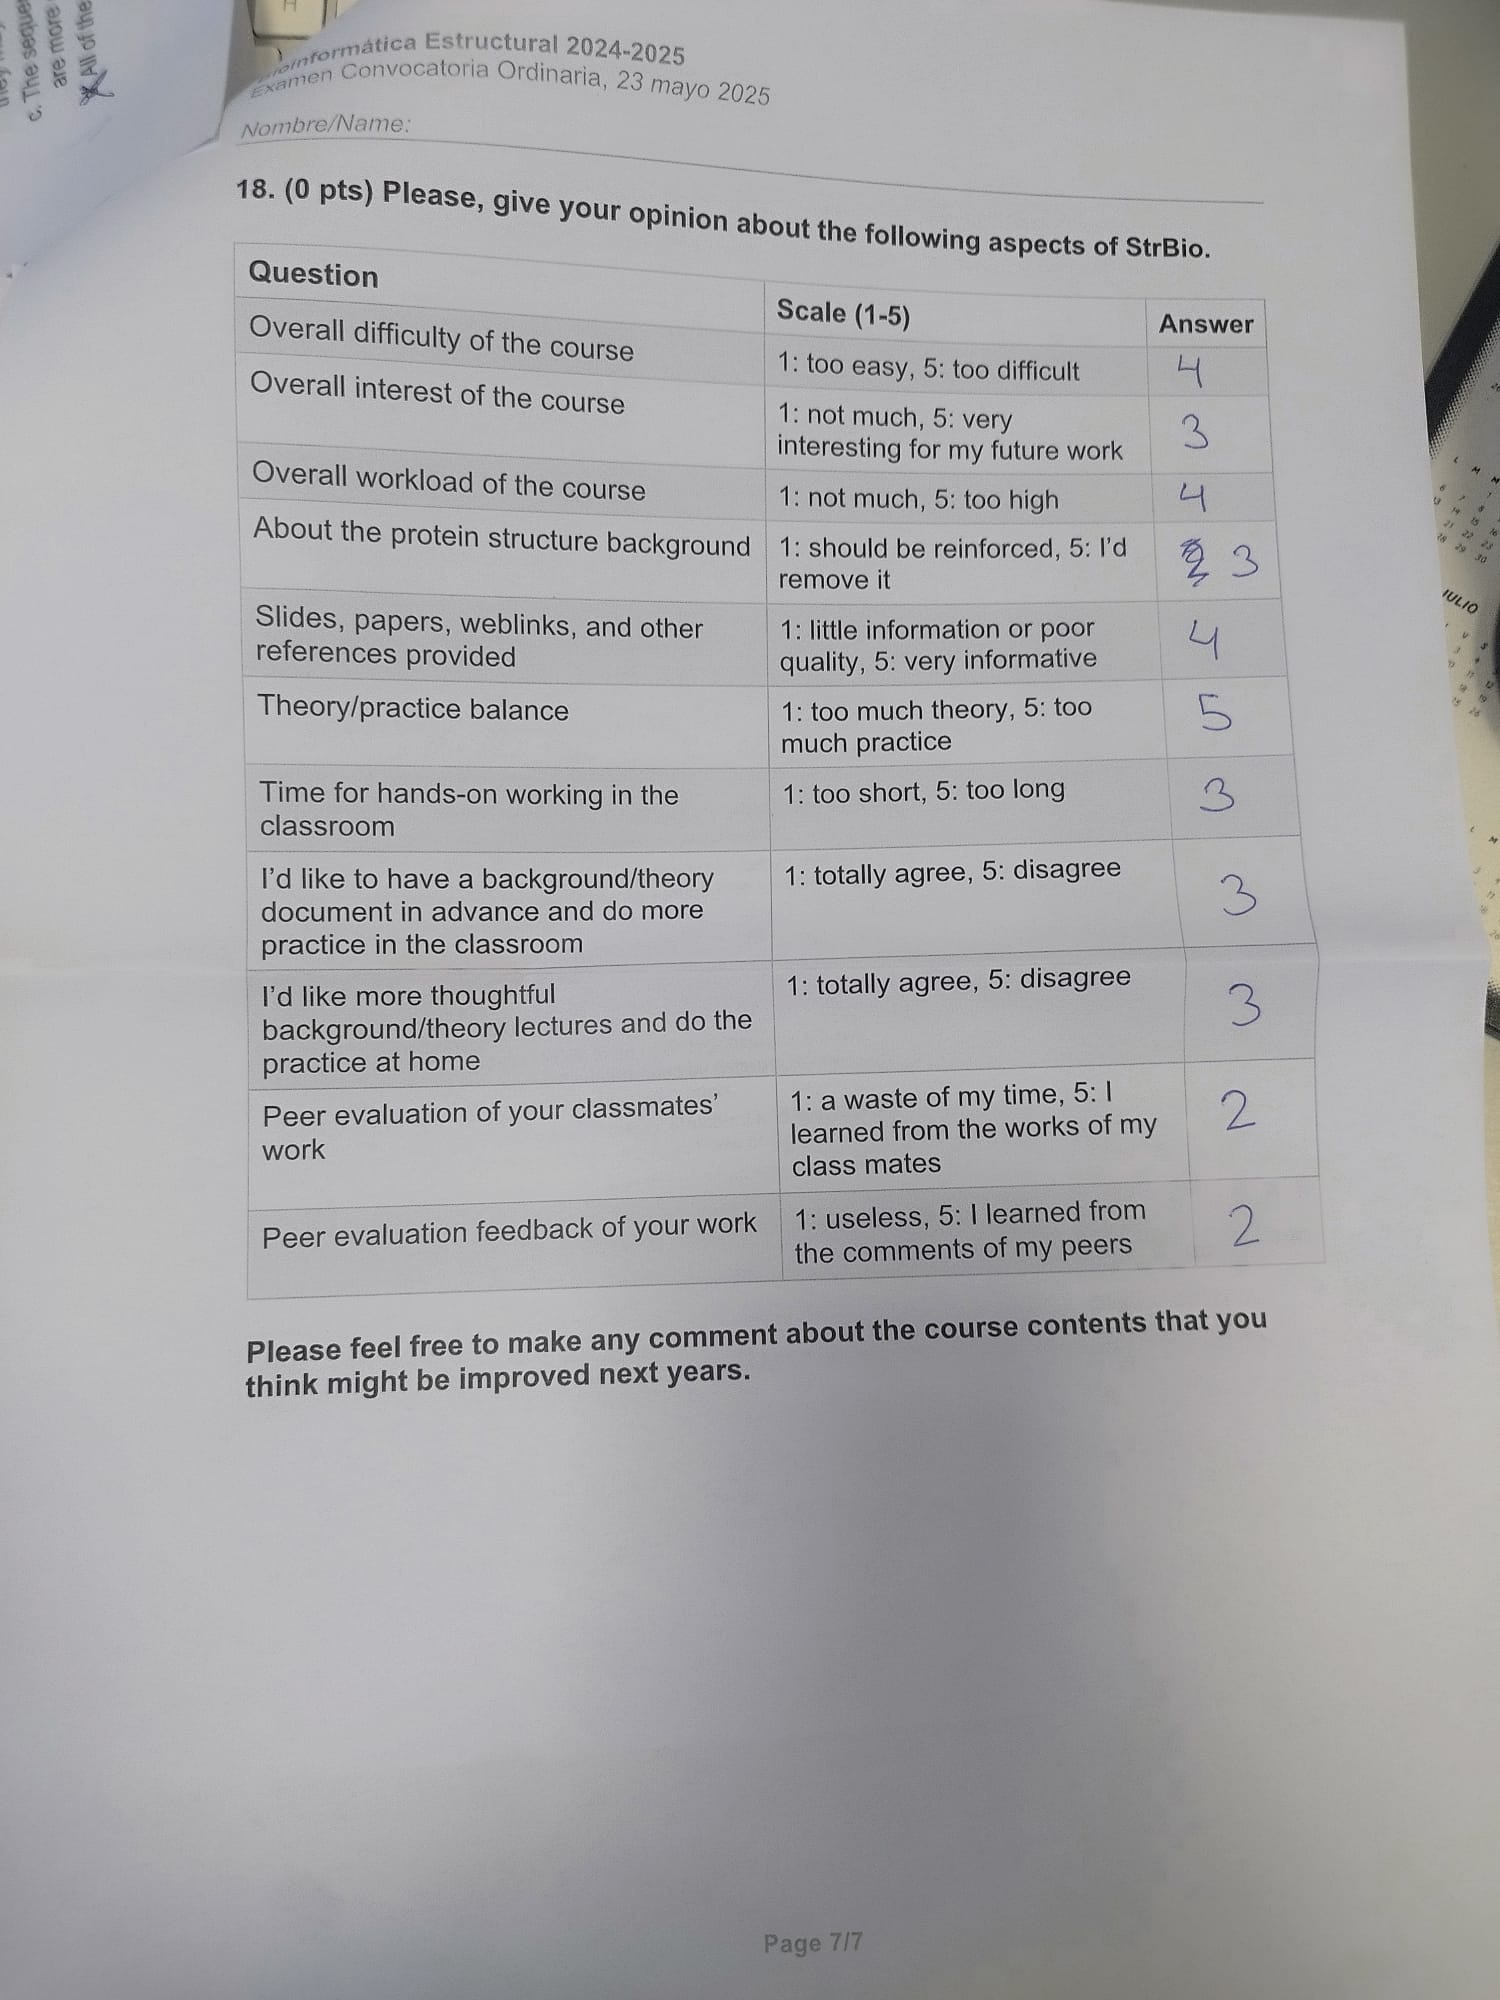 c. The seque
are more
All of the
H
Bioinformática Estructural 2024-2025
Examen Convocatoria Ordinaria, 23 mayo 2025
Nombre/Name:
18. (0 pts) Please, give your opinion about the following aspects of StrBio.
Question Scale (1-5) Answer
Overall difficulty of the course 1: too easy, 5: too difficult 4
Overall interest of the course 1: not much, 5: very
interesting for my future work 3
Overall workload of the course 1: not much, 5: too high 4
About the protein structure background 1: should be reinforced, 5: I'd
remove it 3
Slides, papers, weblinks, and other 1: little information or poor
references provided quality, 5: very informative 4
Theory/practice balance 1: too much theory, 5: too
much practice 5
Time for hands-on working in the 1: too short, 5: too long 3
classroom
I'd like to have a background/theory 1: totally agree, 5: disagree
document in advance and do more 3
practice in the classroom
I'd like more thoughtful 1: totally agree, 5: disagree
background/theory lectures and do the 3
practice at home
Peer evaluation of your classmates' 1: a waste of my time, 5: I
work learned from the works of my 2
class mates
Peer evaluation feedback of your work 1: useless, 5: I learned from
the comments of my peers 2
Please feel free to make any comment about the course contents that you
think might be improved next years.
Page 7/7
JULIO